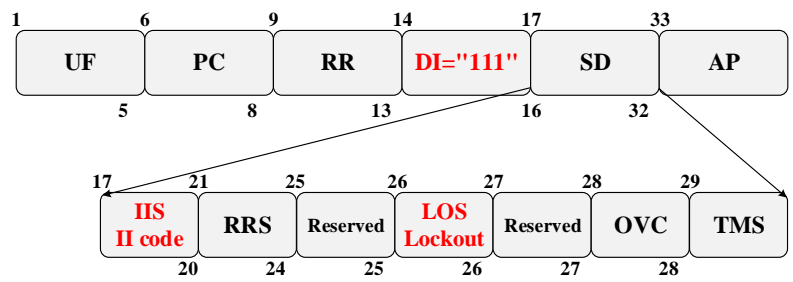 1 6 9 14 17 33
UF PC RR DI="111" SD AP
5 8 13 16 32
17 21 25 26 27 28 29
IIS
II code
RRS
Reserved
LOS
Lockout
Reserved
OVC
TMS
20 24 25 26 27 28